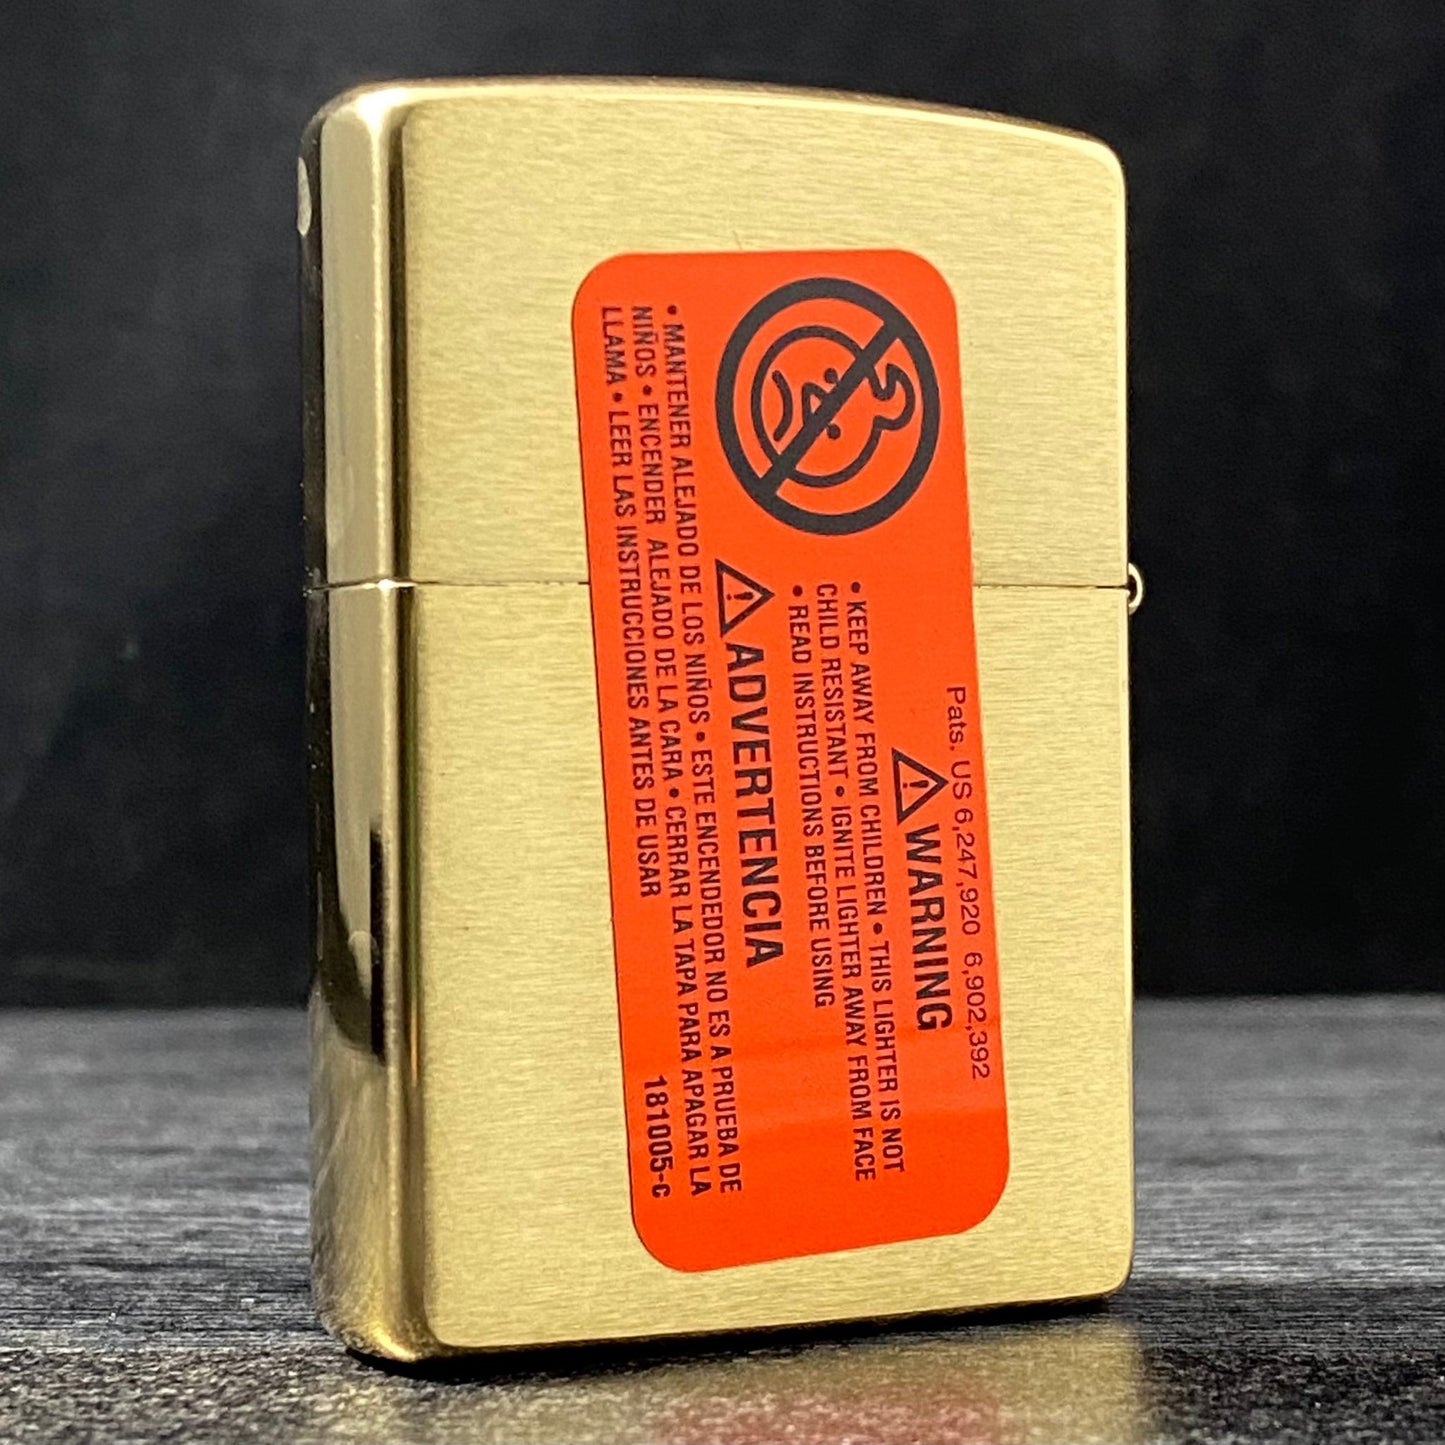 Pats. US 6,247,920 6,902,392
WARNING
• KEEP AWAY FROM CHILDREN • THIS LIGHTER IS NOT
CHILD RESISTANT • IGNITE LIGHTER AWAY FROM FACE
• READ INSTRUCTIONS BEFORE USING
ADVERTENCIA
• MANTENER ALEJADO DE LOS NIÑOS • ESTE ENCENDEDOR NO ES A PRUEBA DE
NIÑOS • ENCENDER ALEJADO DE LA CARA • CERRAR LA TAPA PARA APAGAR LA
LLAMA • LEER LAS INSTRUCCIONES ANTES DE USAR
181005-c